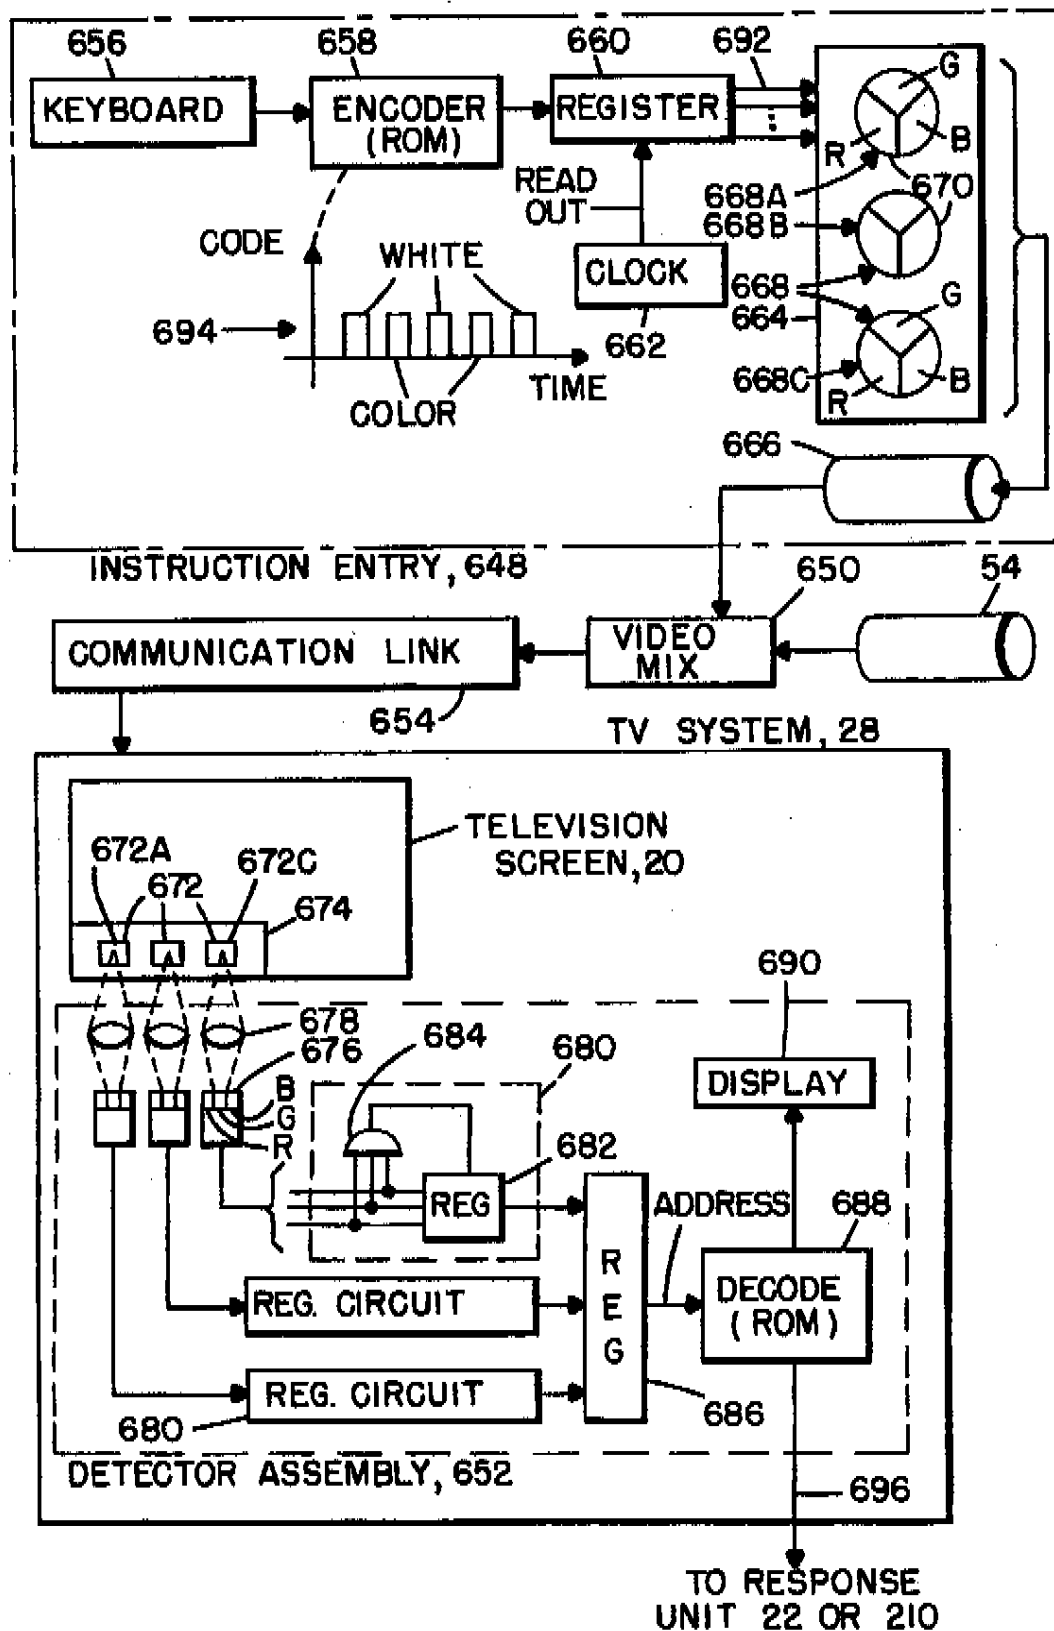 656
658
660
692
KEYBOARD
ENCODER
(ROM)
REGISTER
G
R
B
READ
OUT
668A
670
668B
CODE
WHITE
CLOCK
668
G
694
664
662
668C
R
B
TIME
COLOR
666
INSTRUCTION ENTRY, 648
650
54
COMMUNICATION LINK
VIDEO
MIX
654
TV SYSTEM, 28
TELEVISION
SCREEN, 20
672A
672
672C
674
690
678
684
676
680
DISPLAY
B
G
R
682
REG
ADDRESS
688
REG
DECODE
(ROM)
REG. CIRCUIT
REG. CIRCUIT
680
686
DETECTOR ASSEMBLY, 652
696
TO RESPONSE
UNIT 22 OR 210